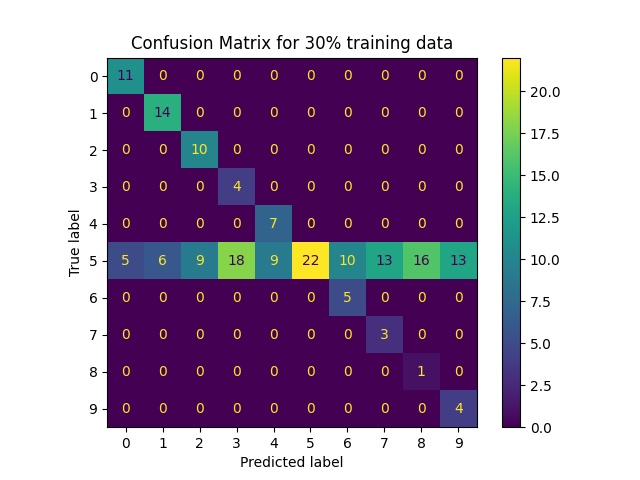 Confusion Matrix for 30% training data
True label
0 11 0 0 0 0 0 0 0 0 0
1 0 14 0 0 0 0 0 0 0 0
2 0 0 10 0 0 0 0 0 0 0
3 0 0 0 4 0 0 0 0 0 0
4 0 0 0 0 7 0 0 0 0 0
5 5 6 9 18 9 22 10 13 16 13
6 0 0 0 0 0 0 5 0 0 0
7 0 0 0 0 0 0 0 3 0 0
8 0 0 0 0 0 0 0 0 1 0
9 0 0 0 0 0 0 0 0 0 4
0 1 2 3 4 5 6 7 8 9
Predicted label
20.0
17.5
15.0
12.5
10.0
7.5
5.0
2.5
0.0